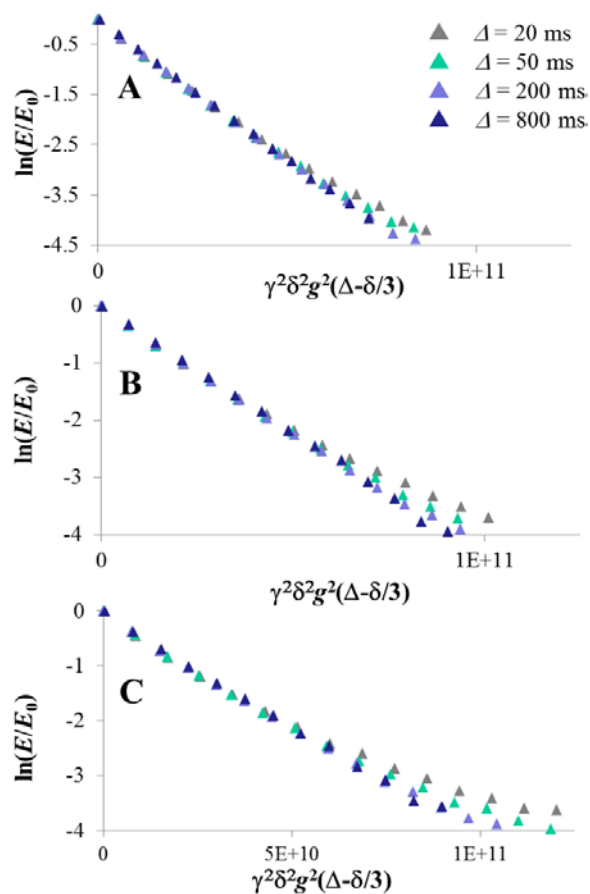 Δ = 20 ms
Δ = 50 ms
Δ = 200 ms
Δ = 800 ms
-0.5
-1.5
-2.5
-3.5
-4.5
ln(E/E₀)
A
0
1E+11
γ²δ²g²(Δ-δ/3)
0
-1
-2
-3
-4
ln(E/E₀)
B
0
1E+11
γ²δ²g²(Δ-δ/3)
0
-1
-2
-3
-4
ln(E/E₀)
C
0
5E+10
1E+11
γ²δ²g²(Δ-δ/3)